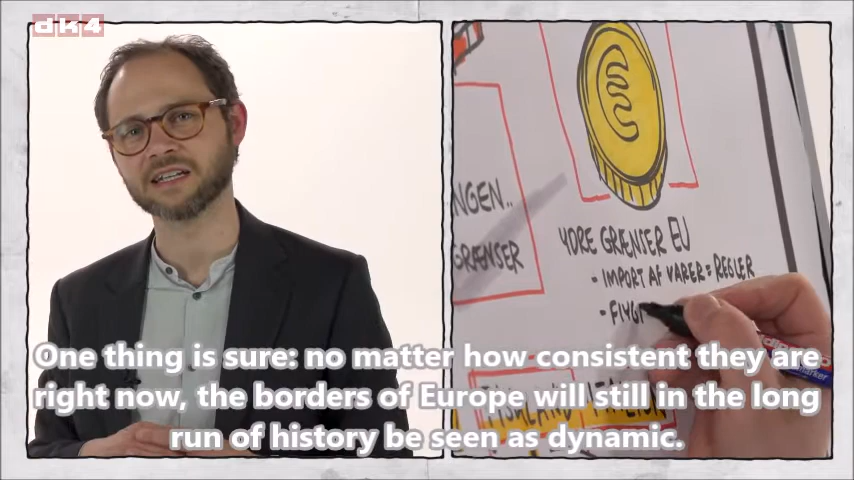 dk4
NGEN..
GRÆNSER
YDRE GRÆNSER EU
• IMPORT AF VARER = REGLER
• FLYG
One thing is sure: no matter how consistent they are
right now, the borders of Europe will still in the long
run of history be seen as dynamic.
marker